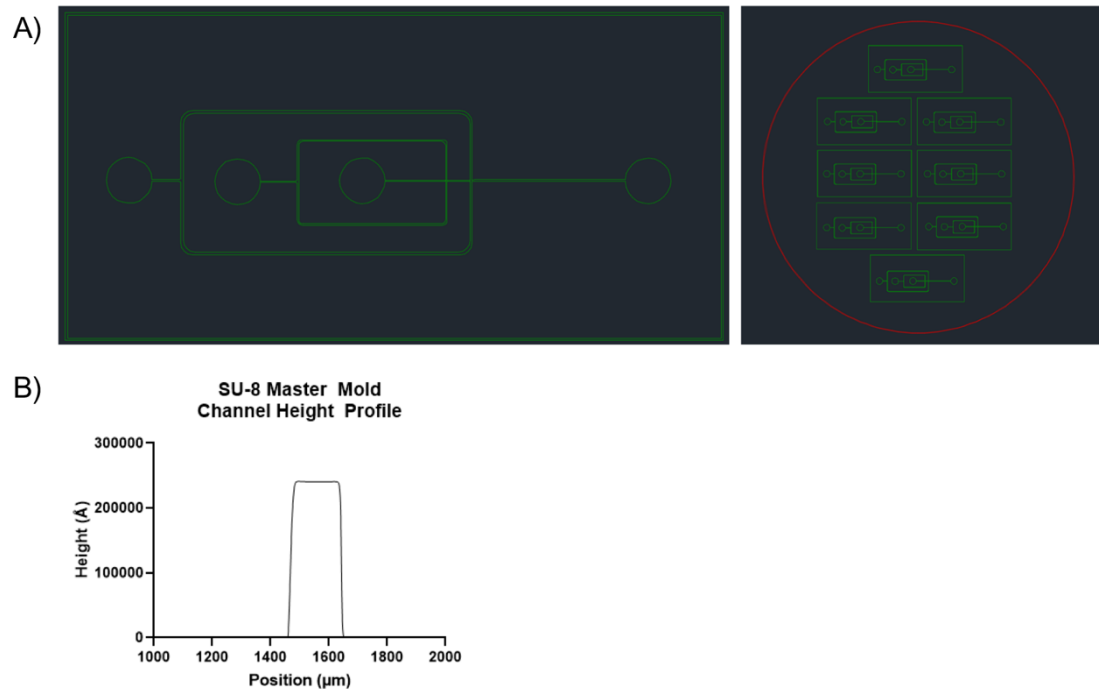 A)
B)
SU-8 Master Mold
Channel Height Profile
300000
200000
100000
0
Height (Å)
1000 1200 1400 1600 1800 2000
Position (µm)